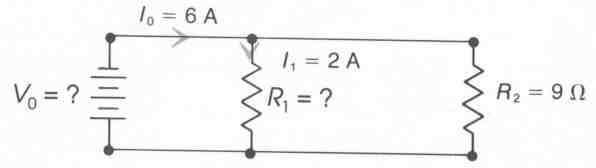 I₀ = 6 A
I₁ = 2 A
V₀ = ?
R₁ = ?
R₂ = 9 Ω